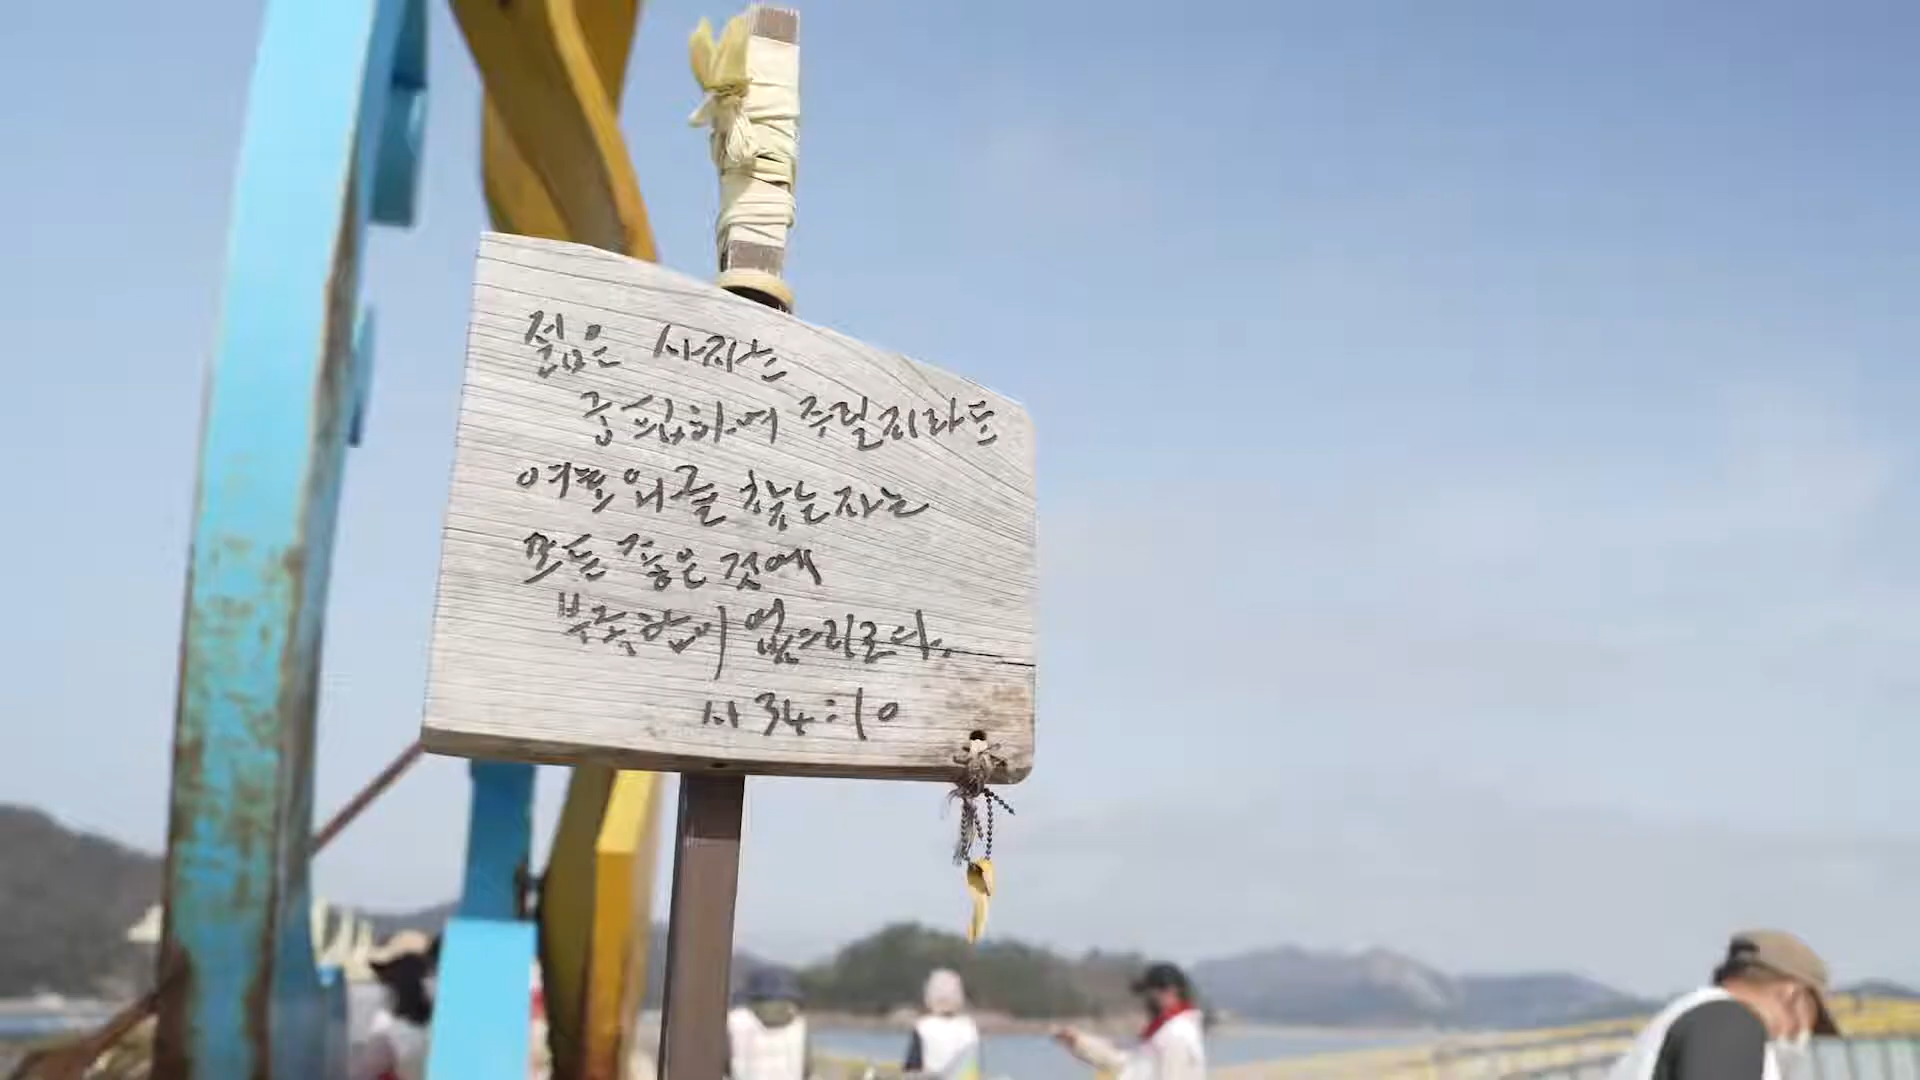 젊은 사자는
궁핍하여 주릴지라도
여호와를 찾는 자는
모든 좋은 것에
부족함이 없으리로다.
시 34:10